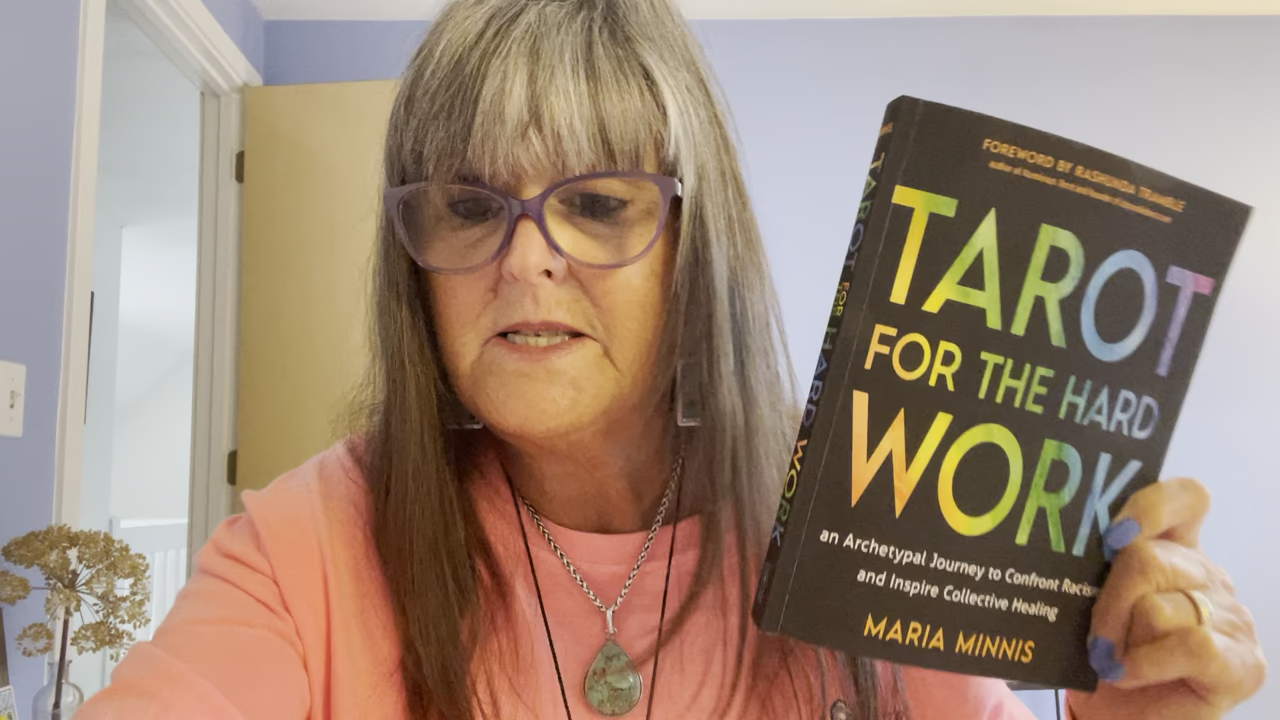 FOREWORD BY RASHUNDA TRAMBLE
TAROT
FOR THE HARD
WORK
an Archetypal Journey to Confront Racism
and Inspire Collective Healing
MARIA MINNIS
TAROT FOR THE HARD WORK